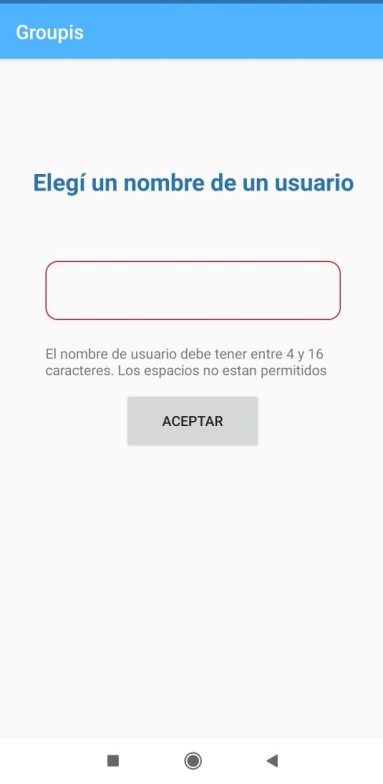 Groupis
Elegí un nombre de un usuario
El nombre de usuario debe tener entre 4 y 16
caracteres. Los espacios no estan permitidos
ACEPTAR